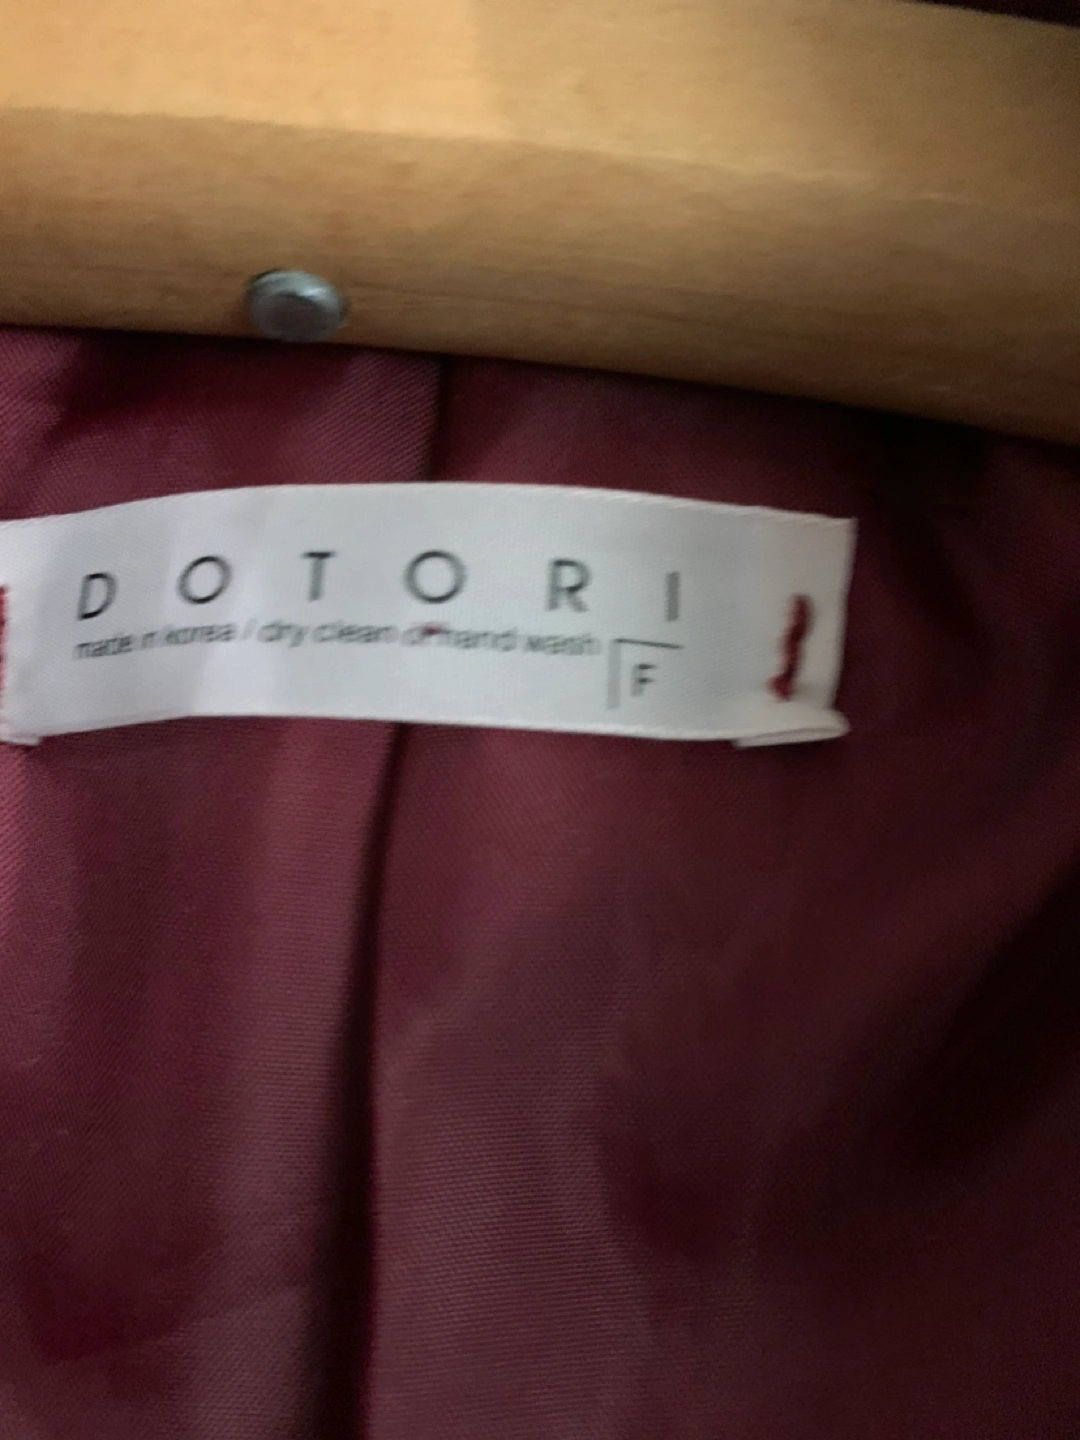 DOTORI
made in korea / dry clean or hand wash
F